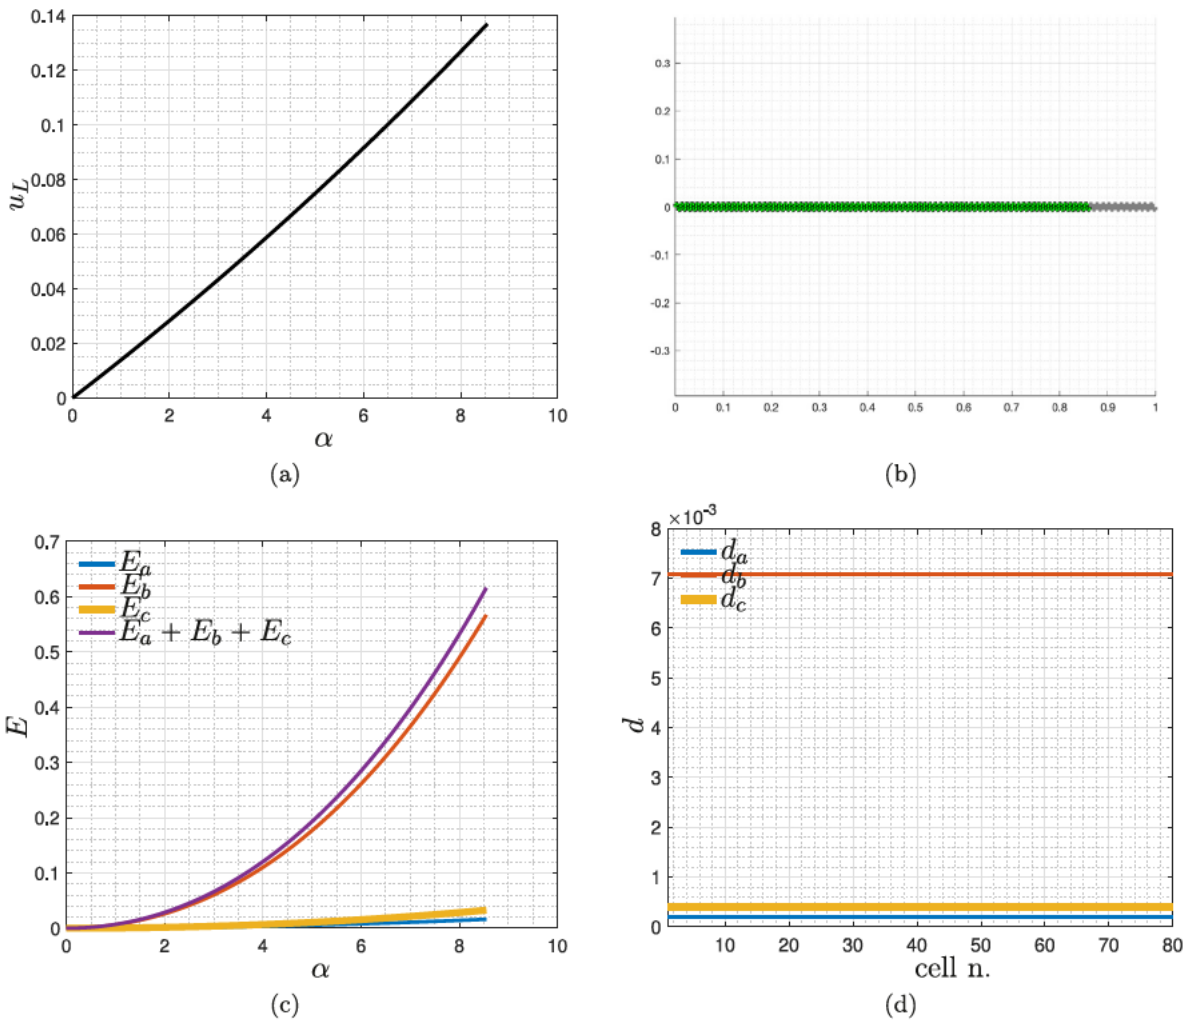 0.14
0.12
0.1
0.08
0.06
0.04
0.02
0
u_L
0 2 4 6 8 10
α
(a)
0.3
0.2
0.1
0
-0.1
-0.2
-0.3
0 0.1 0.2 0.3 0.4 0.5 0.6 0.7 0.8 0.9 1
(b)
0.7
0.6
0.5
0.4
0.3
0.2
0.1
0
E
E_a
E_b
E_c
E_a + E_b + E_c
0 2 4 6 8 10
α
(c)
×10⁻³
8
7
6
5
4
3
2
1
0
d
d_a
d_b
d_c
10 20 30 40 50 60 70 80
cell n.
(d)